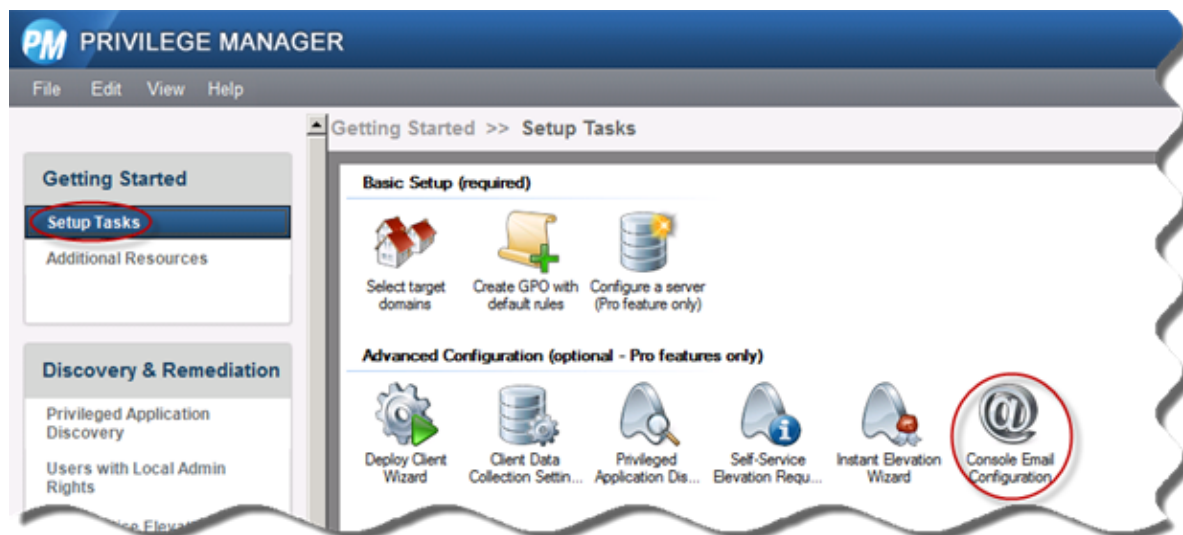 PM PRIVILEGE MANAGER
File Edit View Help
Getting Started >> Setup Tasks
Getting Started
Setup Tasks
Additional Resources
Discovery & Remediation
Privileged Application
Discovery
Users with Local Admin
Rights
Basic Setup (required)
Select target
domains
Create GPO with
default rules
Configure a server
(Pro feature only)
Advanced Configuration (optional - Pro features only)
Deploy Client
Wizard
Client Data
Collection Settin...
Privileged
Application Dis...
Self-Service
Elevation Requ...
Instant Elevation
Wizard
@
Console Email
Configuration